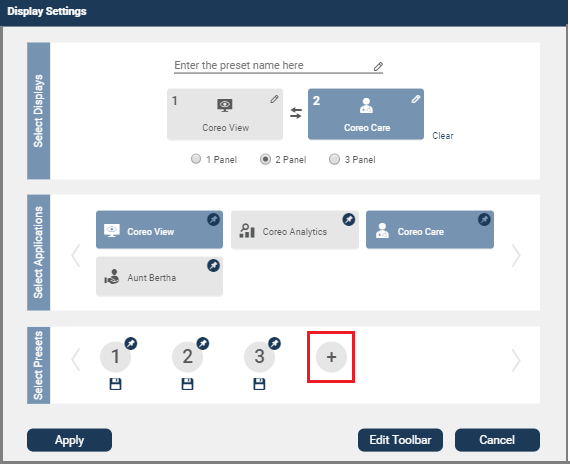 Display Settings
Select Displays
Enter the preset name here
1
Coreo View
2
Coreo Care
Clear
1 Panel
2 Panel
3 Panel
Select Applications
Coreo View
Coreo Analytics
Coreo Care
Aunt Bertha
Select Presets
1
2
3
+
Apply
Edit Toolbar
Cancel